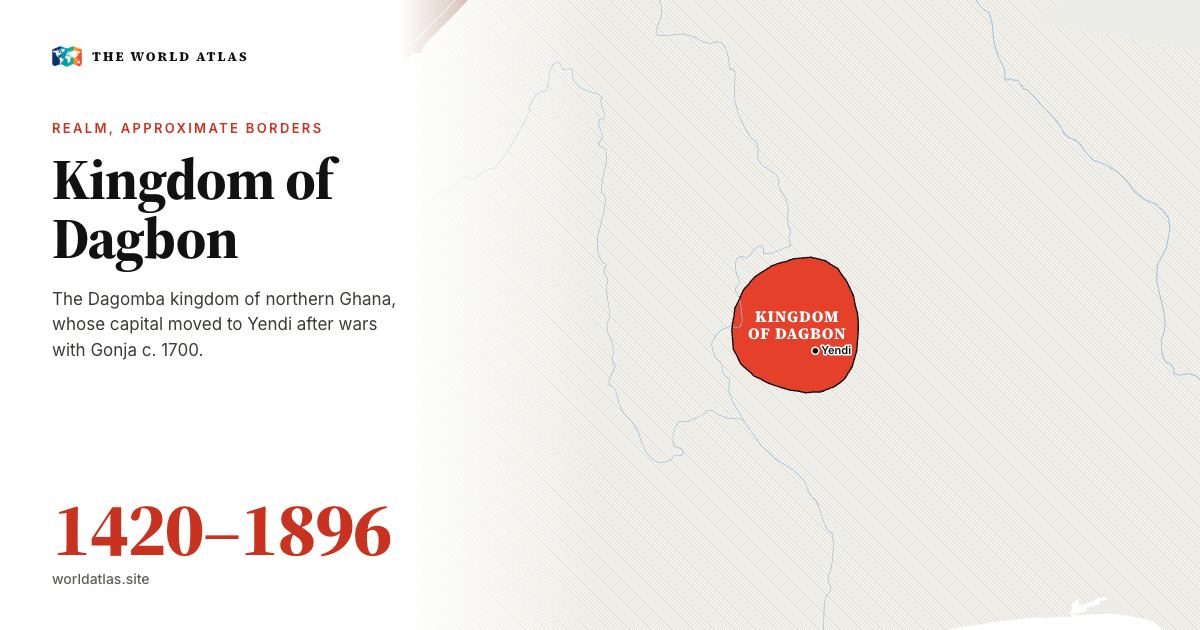 THE WORLD ATLAS
REALM, APPROXIMATE BORDERS
Kingdom of
Dagbon
The Dagomba kingdom of northern Ghana,
whose capital moved to Yendi after wars
with Gonja c. 1700.
1420–1896
worldatlas.site
KINGDOM
OF DAGBON
Yendi